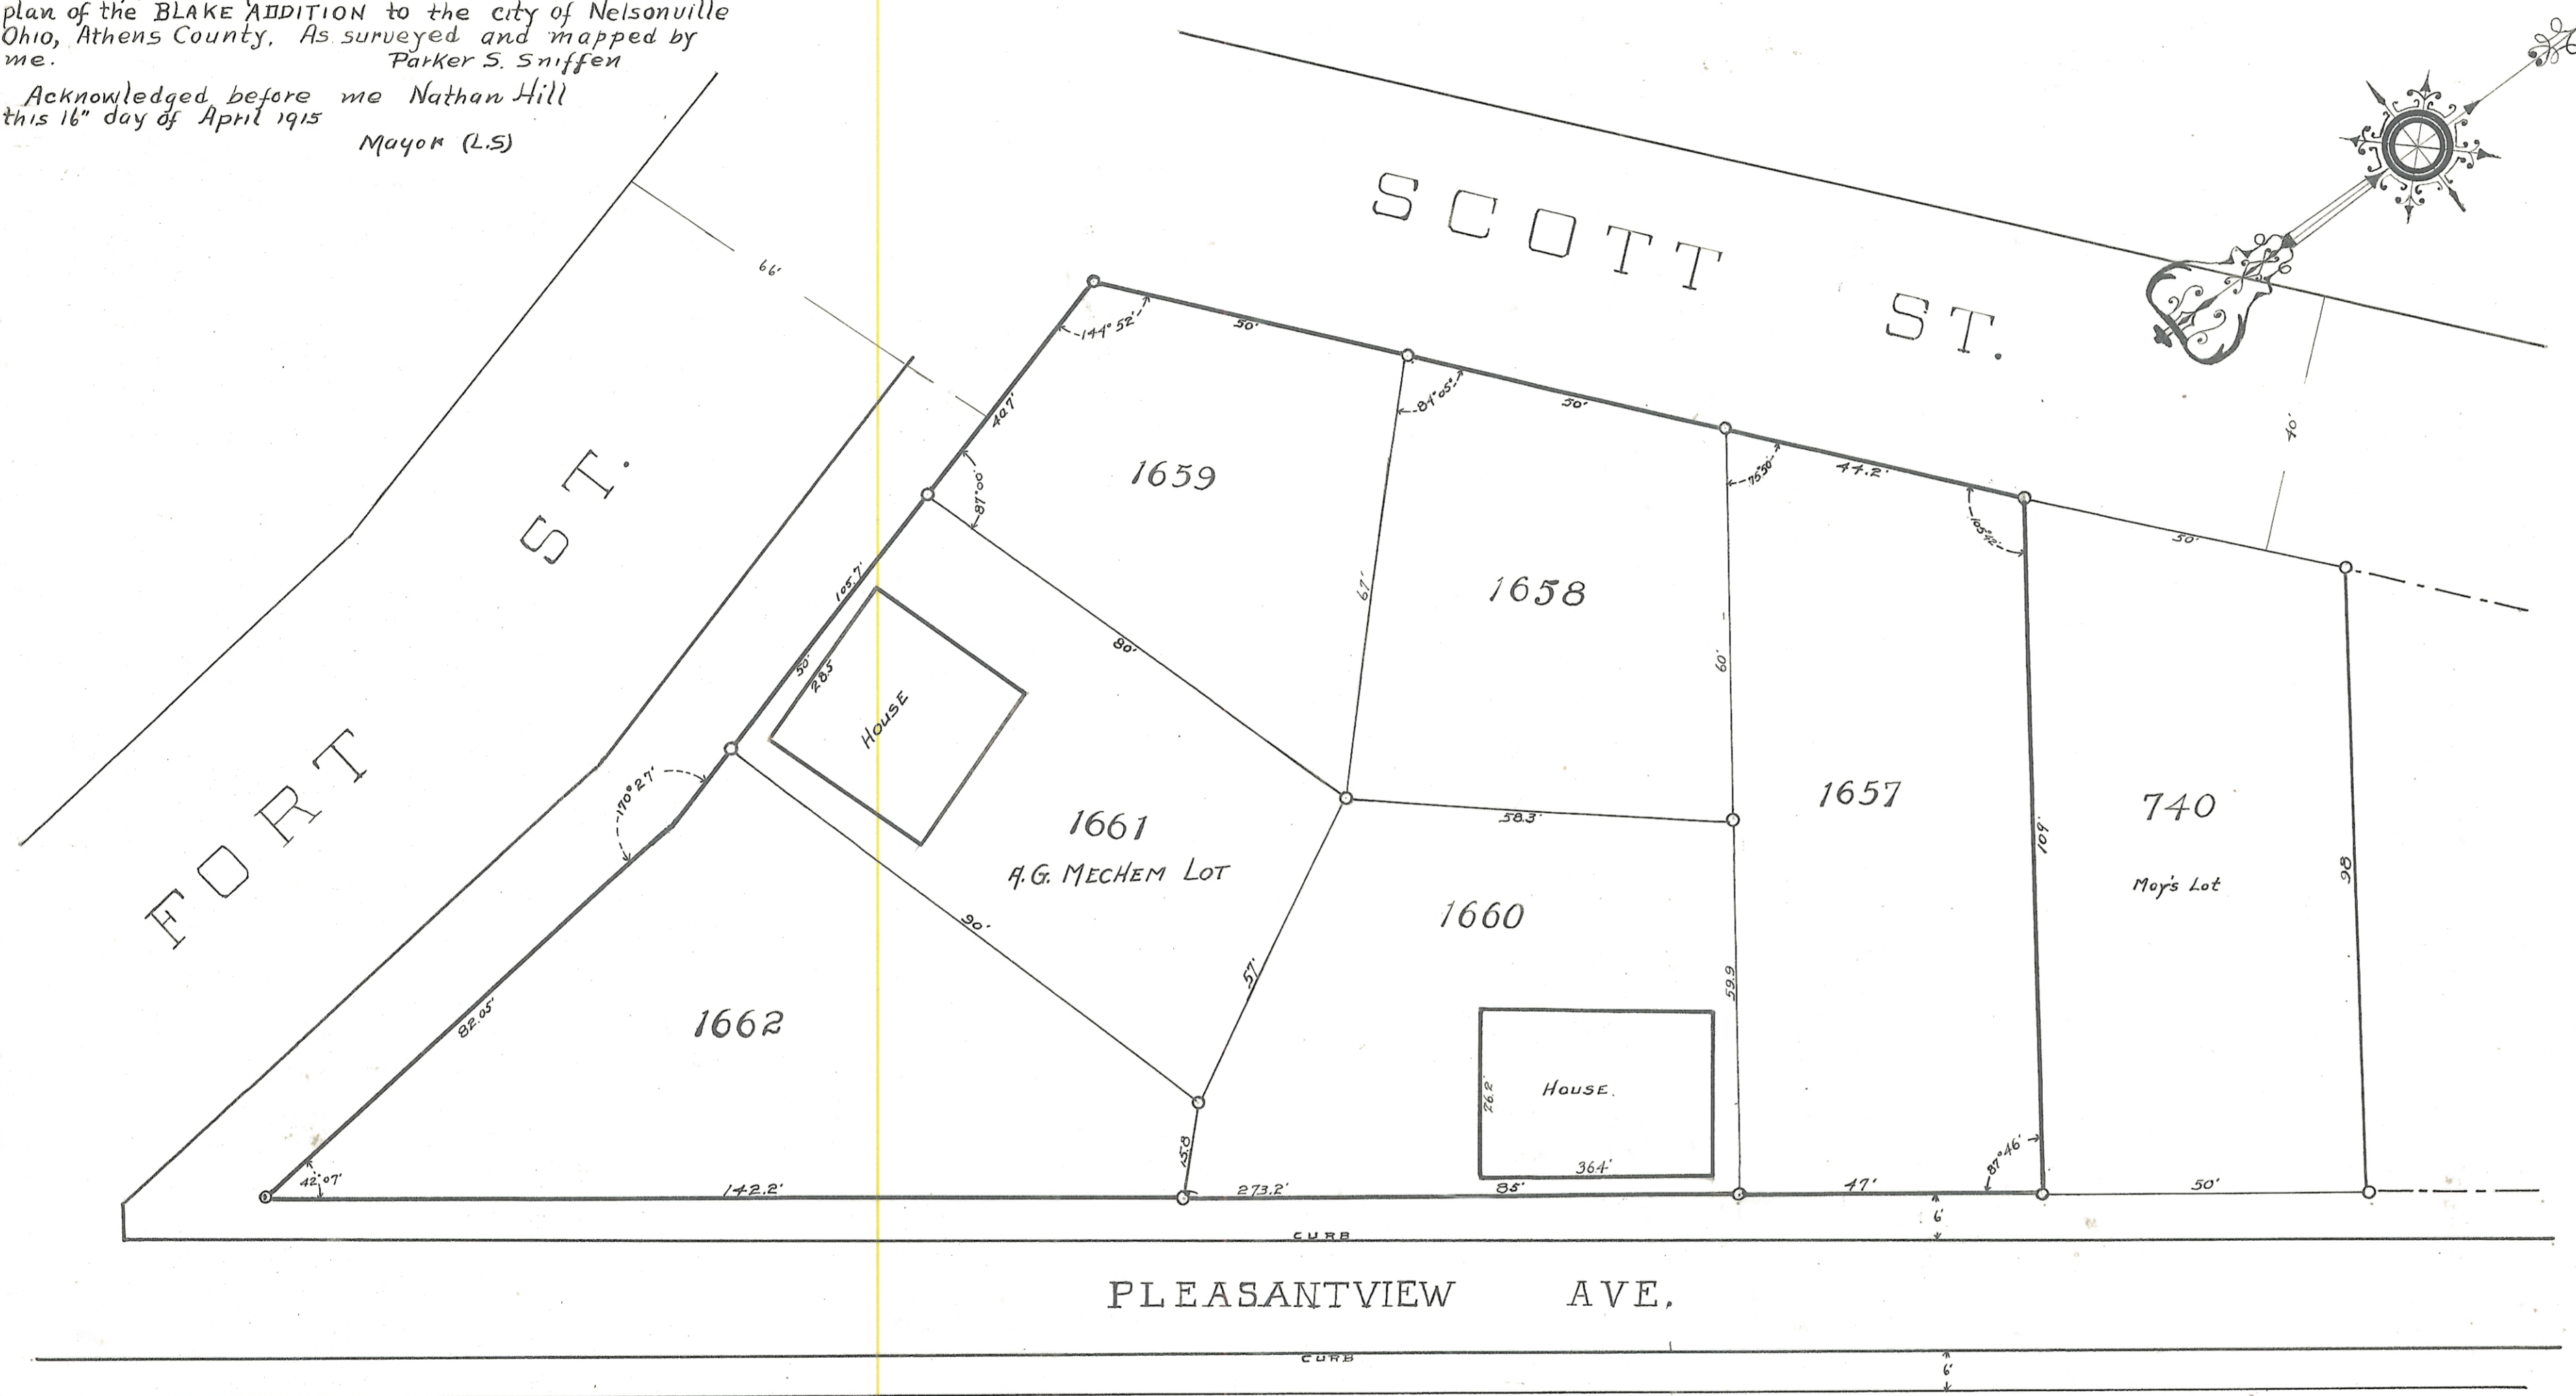 plan of the BLAKE ADDITION to the city of Nelsonville
Ohio, Athens County. As surveyed and mapped by
me.
Parker S. Sniffen
Acknowledged before me Nathan Hill
this 16" day of April 1915
Mayor (L.S)
SCOTT ST.
FORT ST.
66'
144° 52'
50'
84°05'
50'
75°50'
44.2'
105°42'
50'
40'
40.7'
87°00'
1659
67'
1658
60'
1657
109'
740
Moy's Lot
98
105.7'
50'
28.5
HOUSE
80'
58.3'
1661
A.G. MECHEM LOT
170°27'
90'
57'
1660
59.9
82.05'
1662
15.8
26.2'
HOUSE.
36.4'
42°07'
142.2'
273.2'
85'
47'
87°46'
50'
6'
CURB
PLEASANTVIEW AVE.
CURB
6'